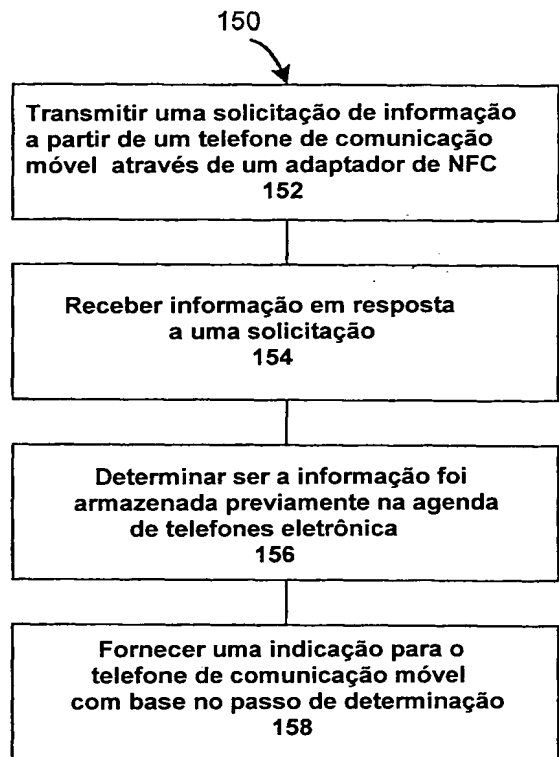 150
Transmitir uma solicitação de informação
a partir de um telefone de comunicação
móvel através de um adaptador de NFC
152
Receber informação em resposta
a uma solicitação
154
Determinar ser a informação foi
armazenada previamente na agenda
de telefones eletrônica
156
Fornecer uma indicação para o
telefone de comunicação móvel
com base no passo de determinação
158